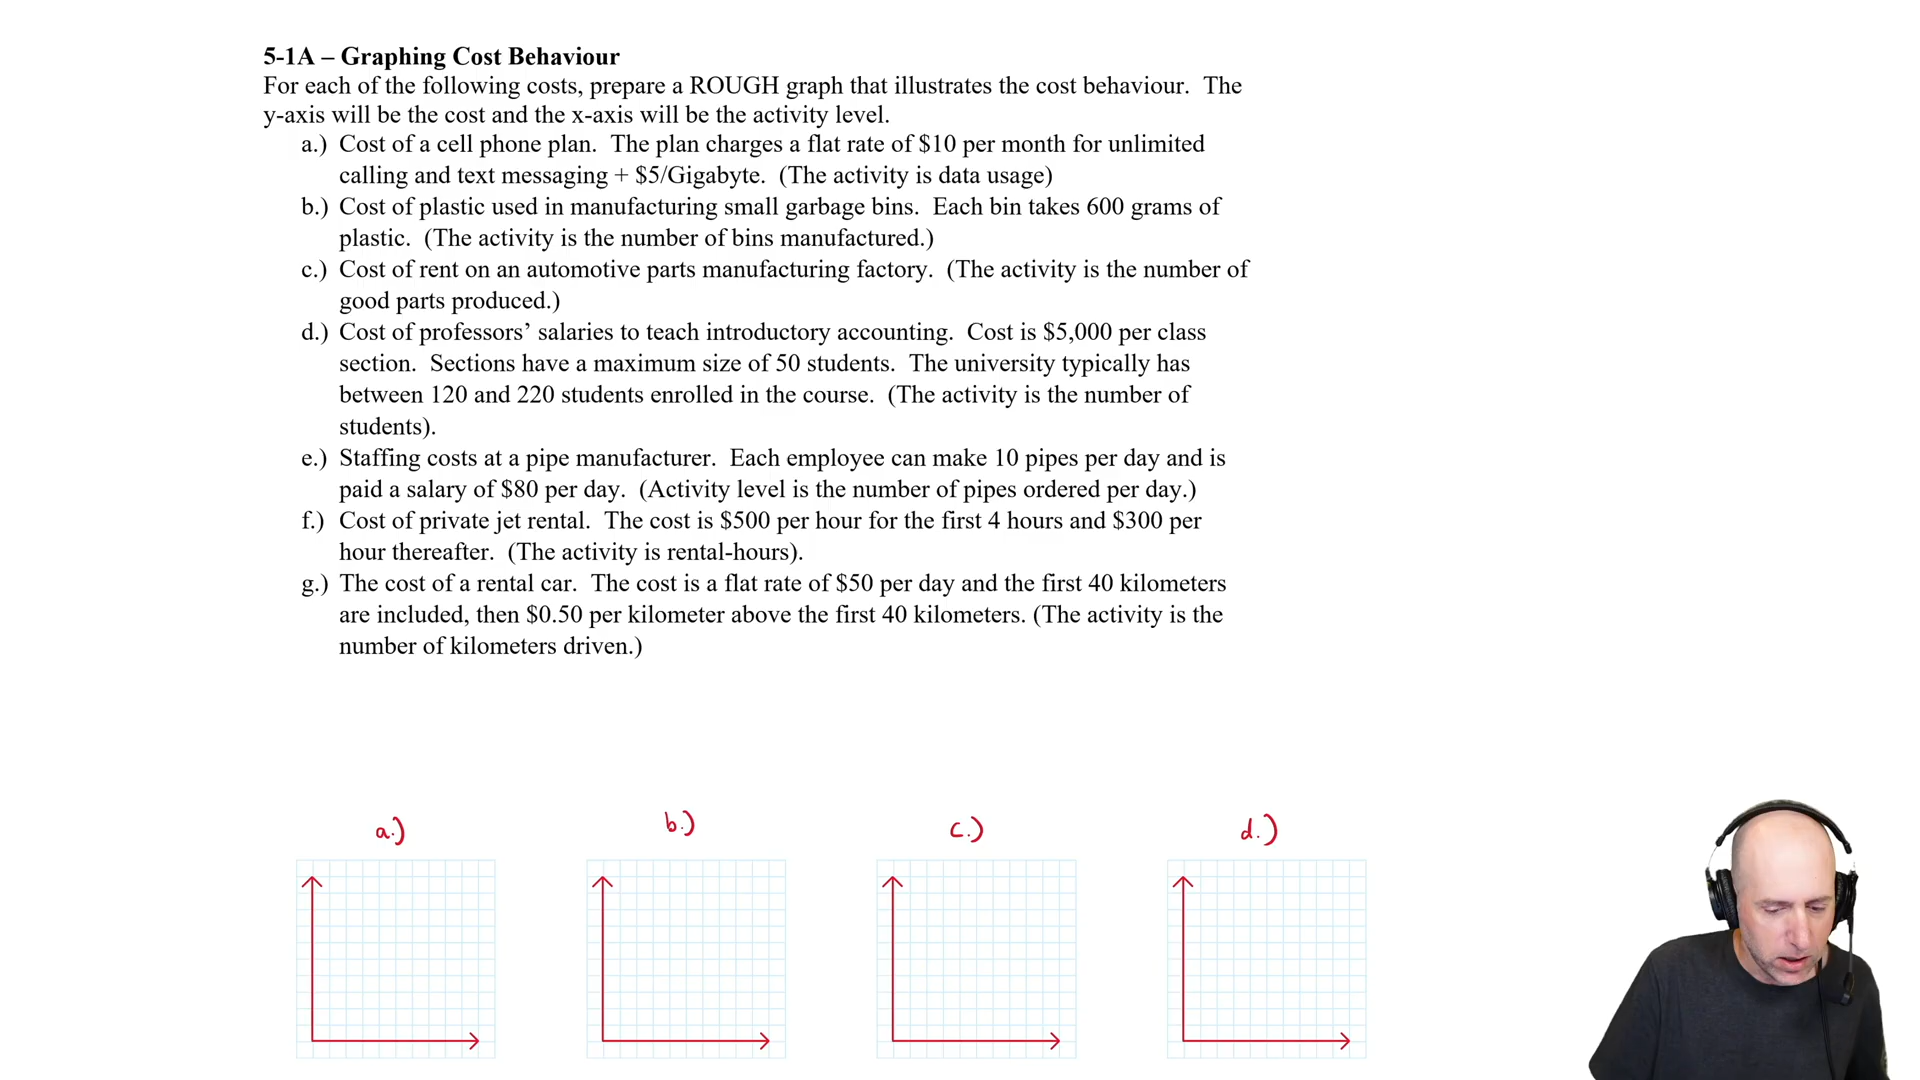 5-1A – Graphing Cost Behaviour
For each of the following costs, prepare a ROUGH graph that illustrates the cost behaviour. The
y-axis will be the cost and the x-axis will be the activity level.
a.) Cost of a cell phone plan. The plan charges a flat rate of $10 per month for unlimited
calling and text messaging + $5/Gigabyte. (The activity is data usage)
b.) Cost of plastic used in manufacturing small garbage bins. Each bin takes 600 grams of
plastic. (The activity is the number of bins manufactured.)
c.) Cost of rent on an automotive parts manufacturing factory. (The activity is the number of
good parts produced.)
d.) Cost of professors’ salaries to teach introductory accounting. Cost is $5,000 per class
section. Sections have a maximum size of 50 students. The university typically has
between 120 and 220 students enrolled in the course. (The activity is the number of
students).
e.) Staffing costs at a pipe manufacturer. Each employee can make 10 pipes per day and is
paid a salary of $80 per day. (Activity level is the number of pipes ordered per day.)
f.) Cost of private jet rental. The cost is $500 per hour for the first 4 hours and $300 per
hour thereafter. (The activity is rental-hours).
g.) The cost of a rental car. The cost is a flat rate of $50 per day and the first 40 kilometers
are included, then $0.50 per kilometer above the first 40 kilometers. (The activity is the
number of kilometers driven.)
a.) b.) c.) d.)